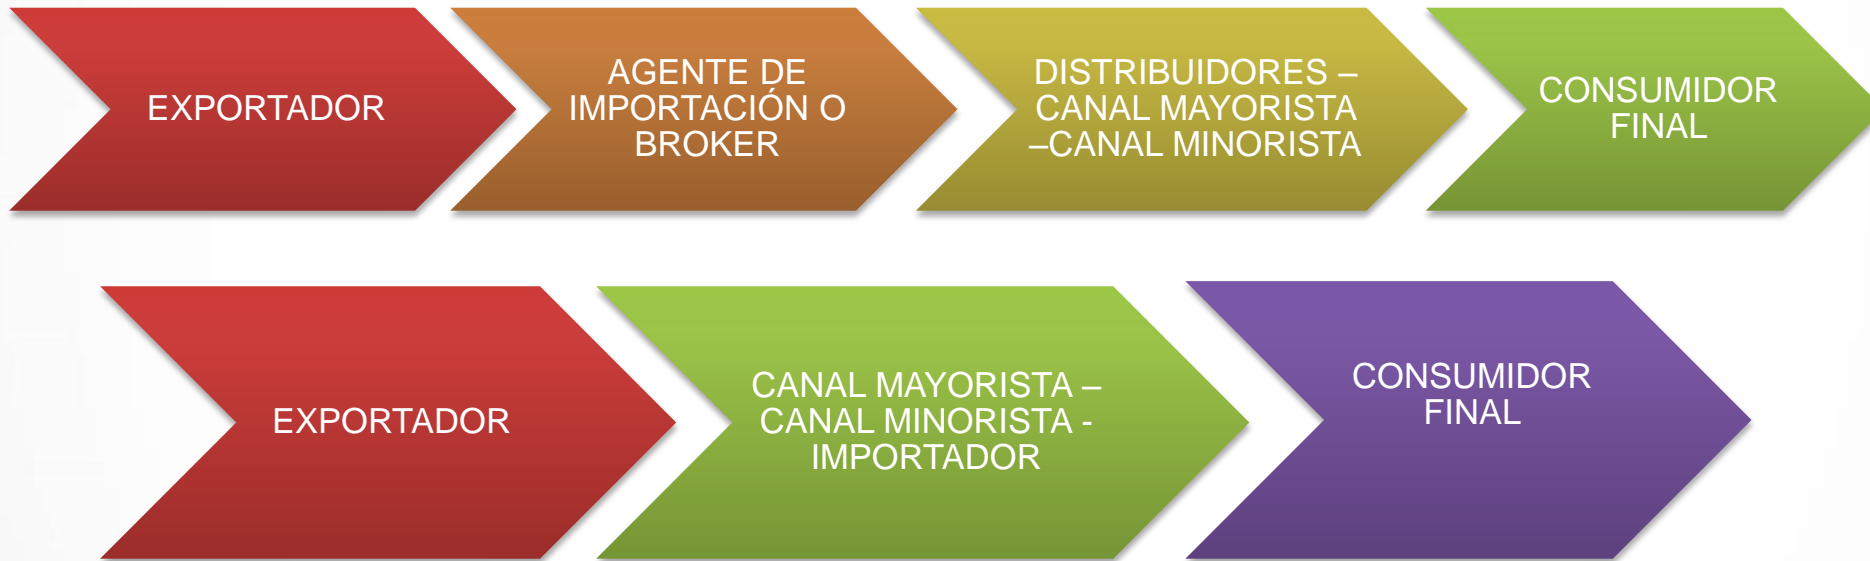 EXPORTADOR
AGENTE DE
IMPORTACIÓN O
BROKER
DISTRIBUIDORES –
CANAL MAYORISTA
–CANAL MINORISTA
CONSUMIDOR
FINAL
EXPORTADOR
CANAL MAYORISTA –
CANAL MINORISTA -
IMPORTADOR
CONSUMIDOR
FINAL